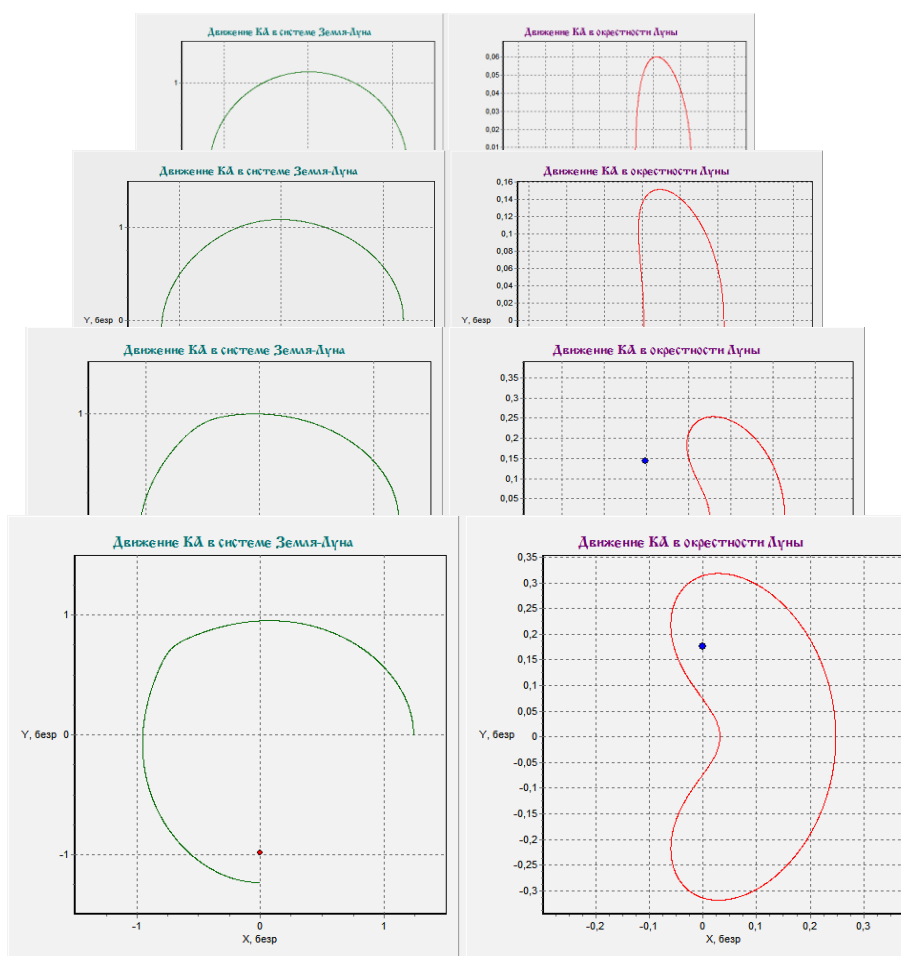 Движение КА в системе Земля-Луна
Движение КА в окрестности Луны
1
0,06
0,05
0,04
0,03
0,02
0,01
Движение КА в системе Земля-Луна
Движение КА в окрестности Луны
1
Y, безр 0
0,16
0,14
0,12
0,1
0,08
0,06
0,04
0,02
Y, безр 0
Движение КА в системе Земля-Луна
Движение КА в окрестности Луны
1
0,35
0,3
0,25
0,2
0,15
0,1
0,05
Движение КА в системе Земля-Луна
1
Y, безр 0
-1
-1 0 1
X, безр
Движение КА в окрестности Луны
0,35
0,3
0,25
0,2
0,15
0,1
0,05
Y, безр 0
-0,05
-0,1
-0,15
-0,2
-0,25
-0,3
-0,2 -0,1 0 0,1 0,2 0,3
X, безр